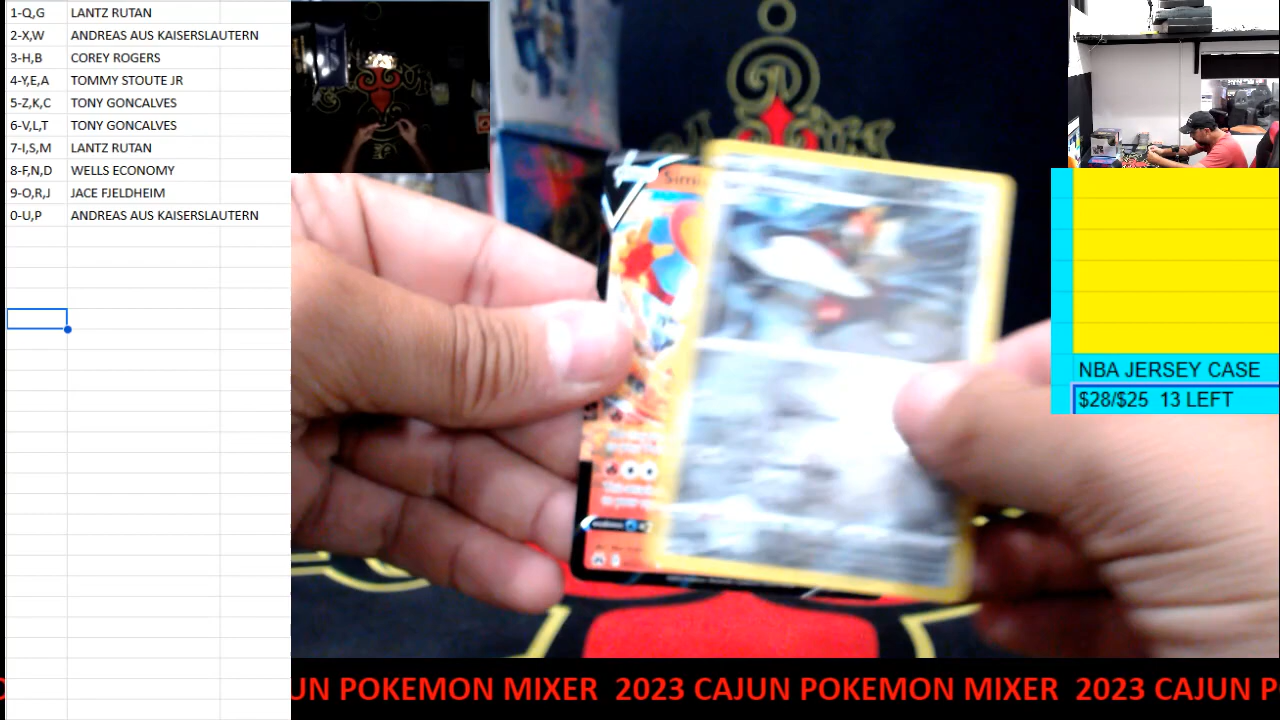 1-Q,G LANTZ RUTAN
2-X,W ANDREAS AUS KAISERSLAUTERN
3-H,B COREY ROGERS
4-Y,E,A TOMMY STOUTE JR
5-Z,K,C TONY GONCALVES
6-V,L,T TONY GONCALVES
7-I,S,M LANTZ RUTAN
8-F,N,D WELLS ECONOMY
9-O,R,J JACE FJELDHEIM
0-U,P ANDREAS AUS KAISERSLAUTERN
Simi
NBA JERSEY CASE
$28/$25 13 LEFT
JUN POKEMON MIXER 2023 CAJUN POKEMON MIXER 2023 CAJUN P